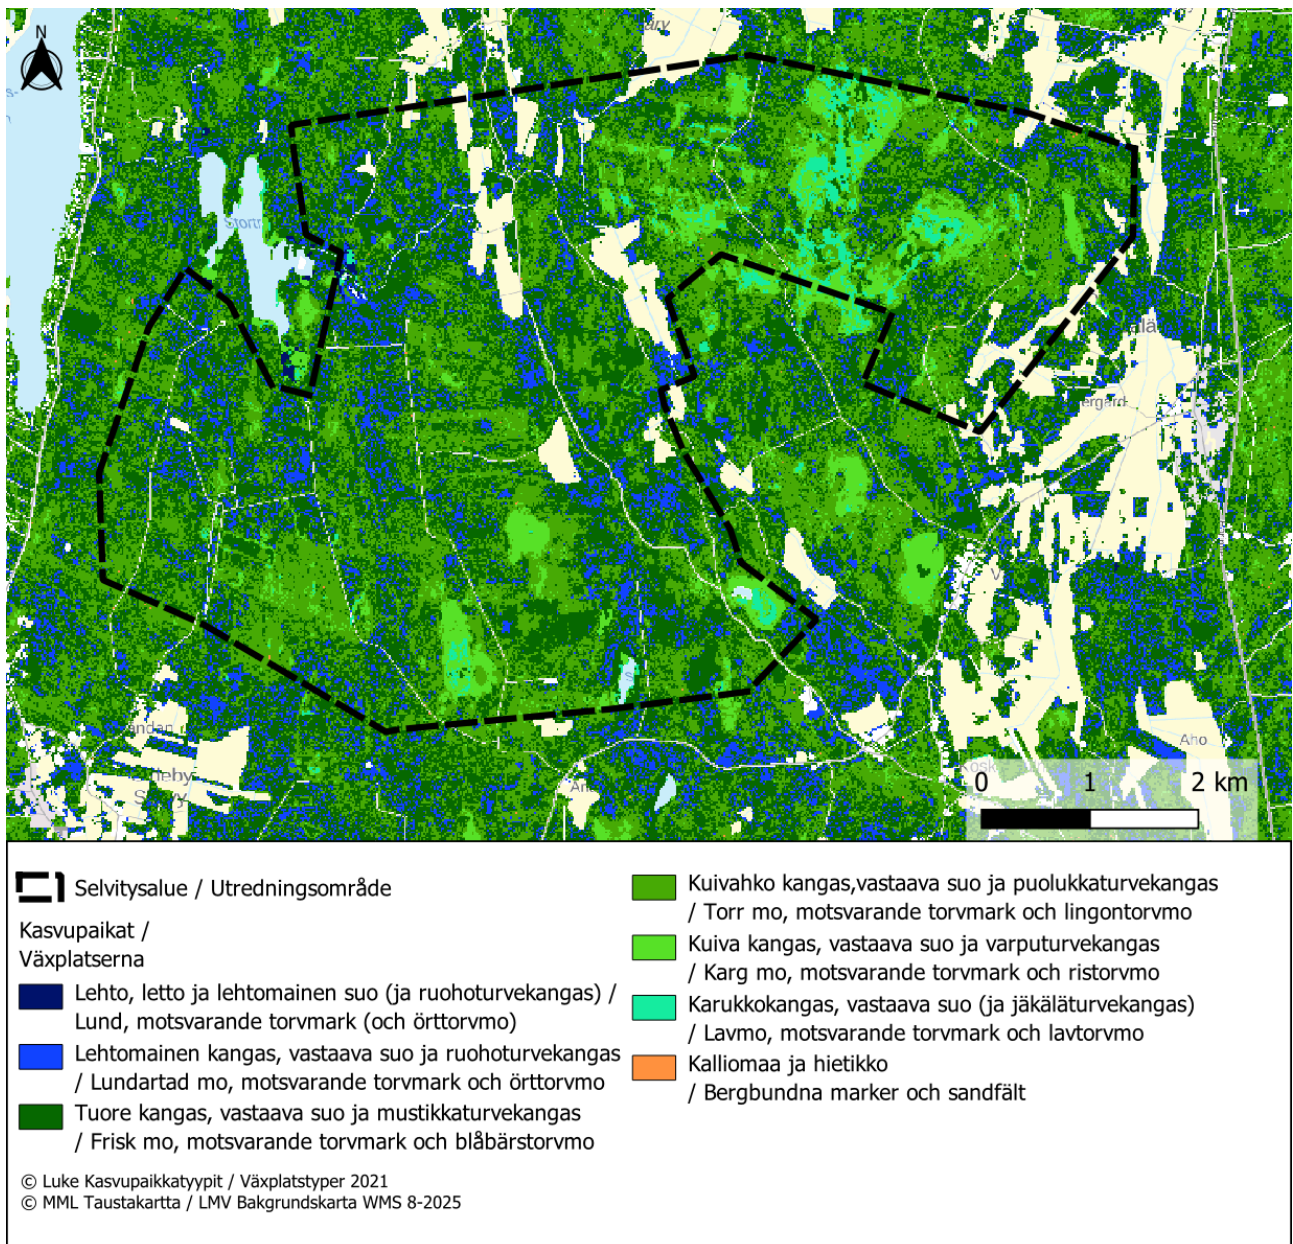 N
Selvitysalue / Utredningsområde
Kasvupaikat /
Växplatserna
Lehto, letto ja lehtomainen suo (ja ruohoturvekangas) /
Lund, motsvarande torvmark (och örttorvmo)
Lehtomainen kangas, vastaava suo ja ruohoturvekangas
/ Lundartad mo, motsvarande torvmark och örttorvmo
Tuore kangas, vastaava suo ja mustikkaturvekangas
/ Frisk mo, motsvarande torvmark och blåbärstorvmo
Kuivahko kangas,vastaava suo ja puolukkaturvekangas
/ Torr mo, motsvarande torvmark och lingontorvmo
Kuiva kangas, vastaava suo ja varputurvekangas
/ Karg mo, motsvarande torvmark och ristorvmo
Karukkokangas, vastaava suo (ja jäkäläturvekangas)
/ Lavmo, motsvarande torvmark och lavtorvmo
Kalliomaa ja hietikko
/ Bergbundna marker och sandfält
© Luke Kasvupaikkatyypit / Växplatstyper 2021
© MML Taustakartta / LMV Bakgrundskarta WMS 8-2025
Aho
0 1 2 km